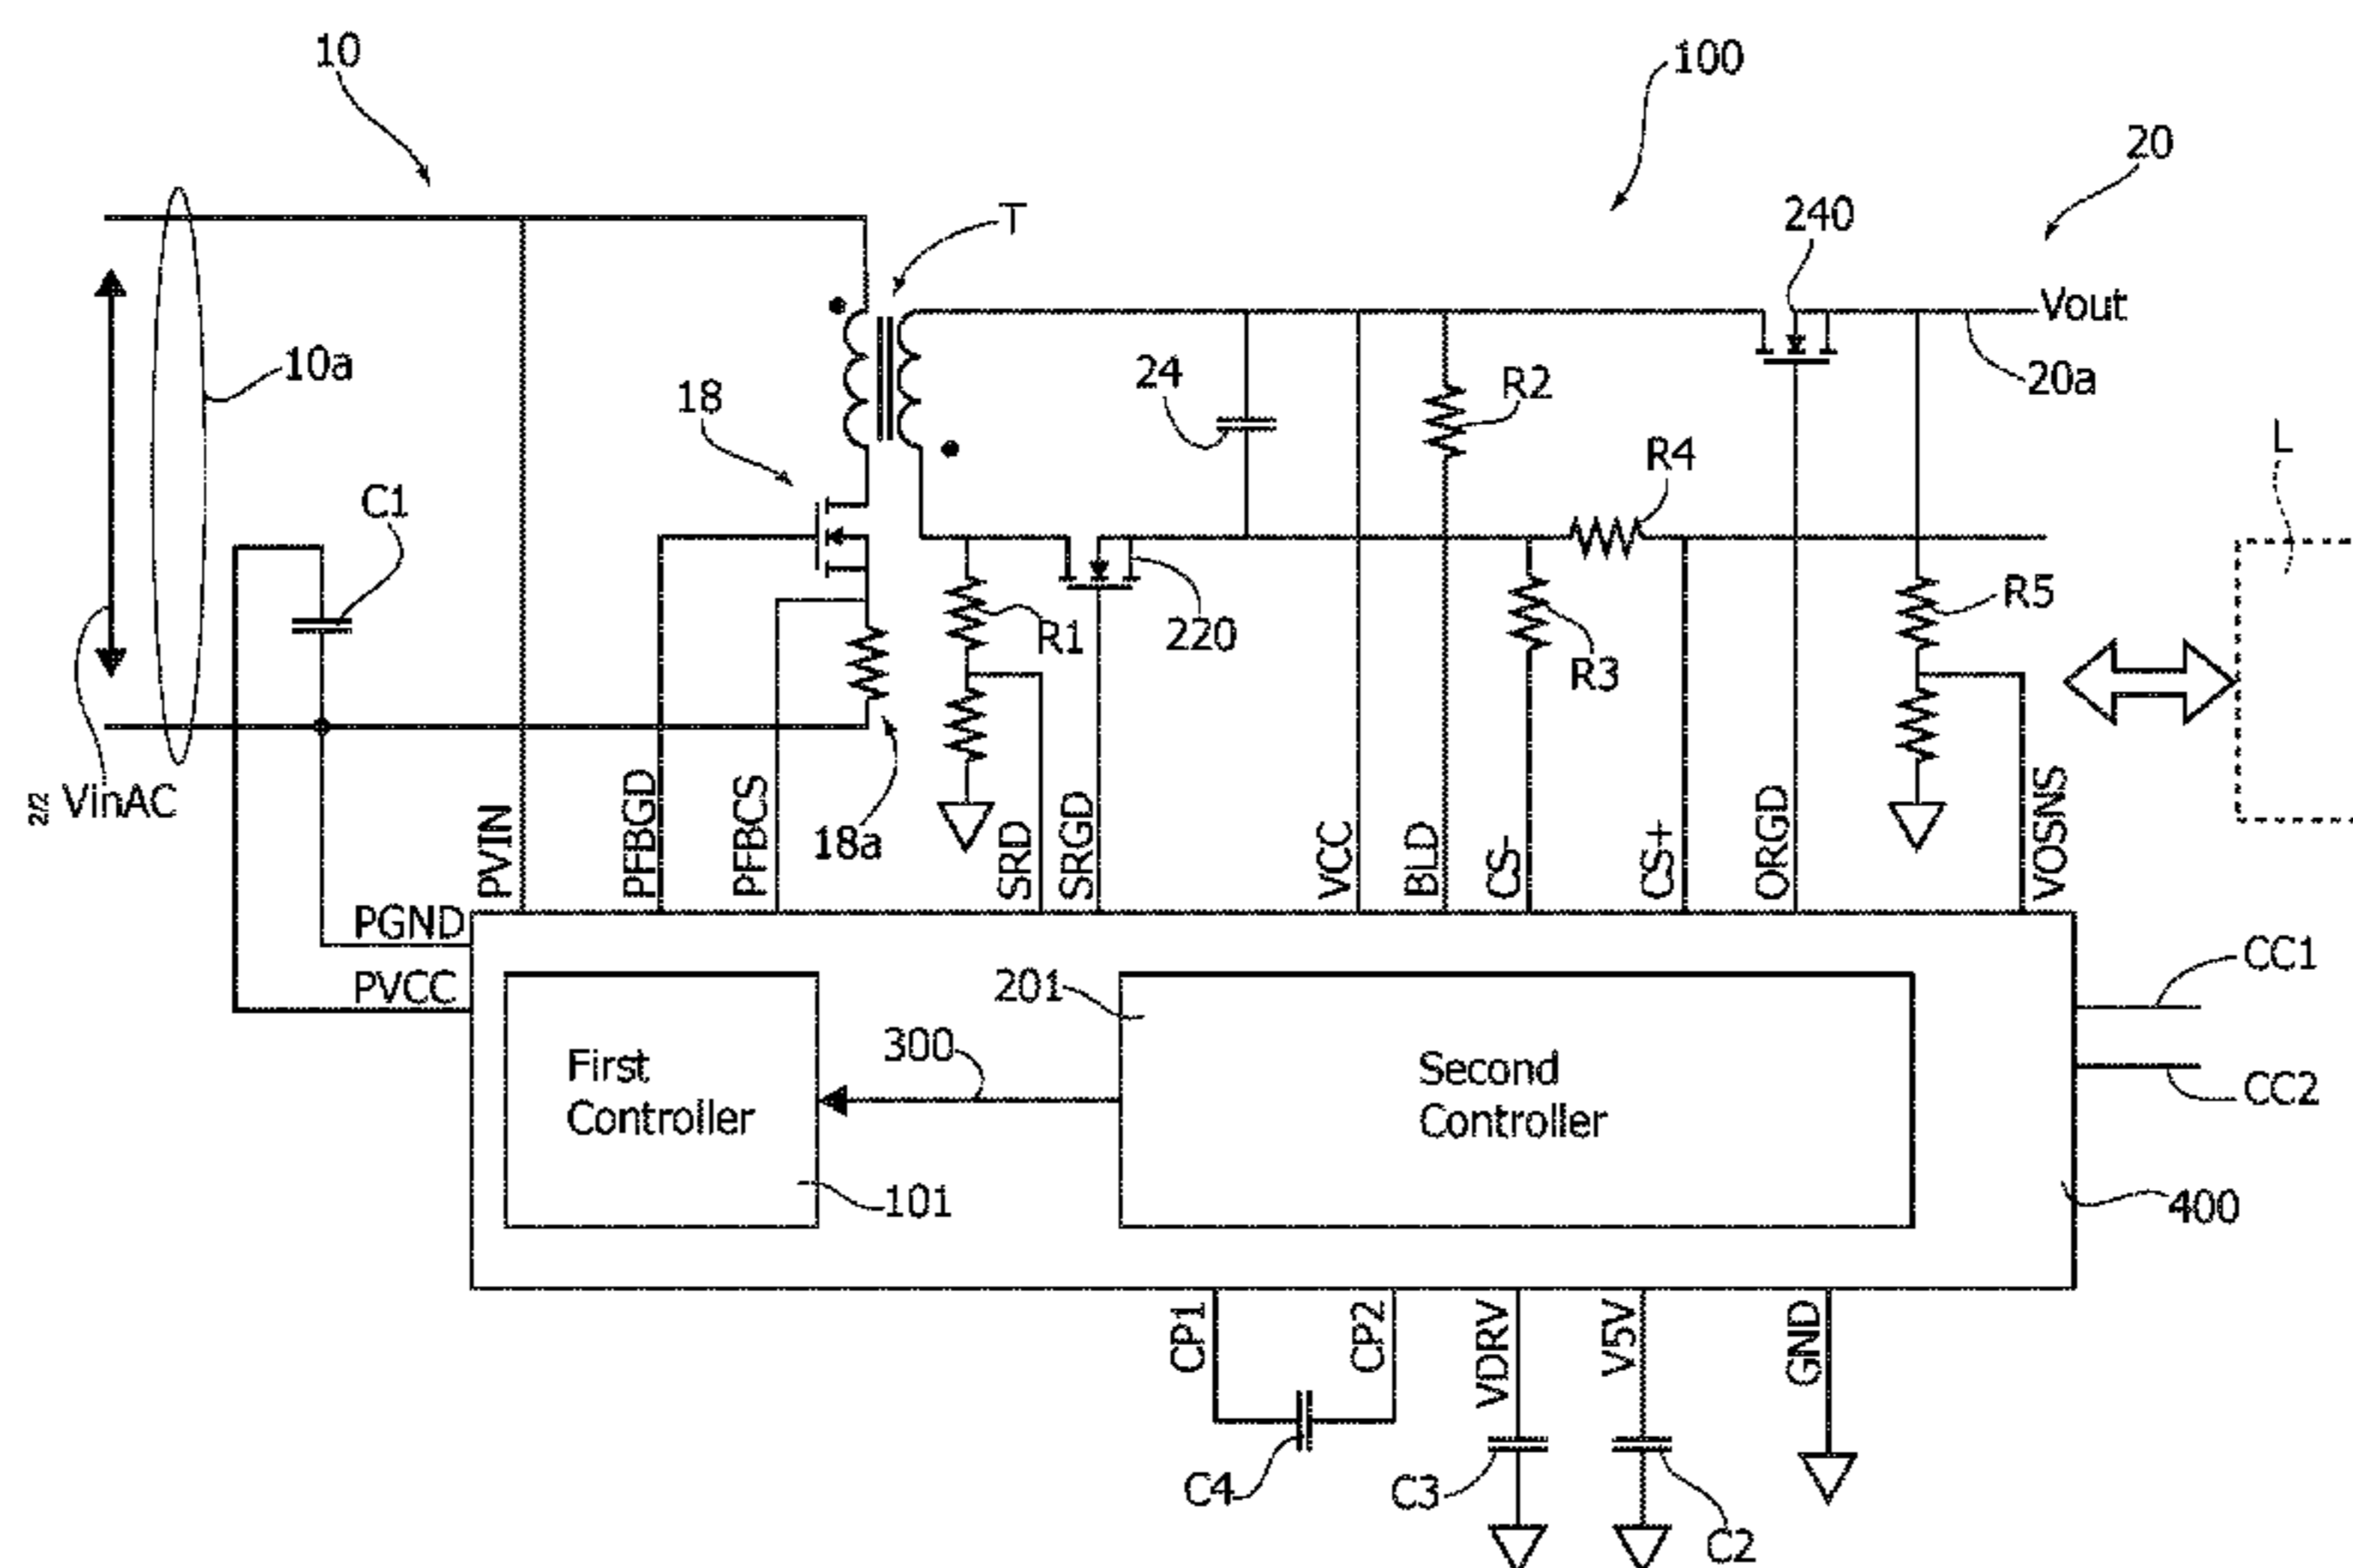 10
100
20
T
240
Vout
10a
20a
24
R2
18
R4
L
C1
R5
R1
220
R3
2/2
VinAC
18a
PVIN
PFBGD
PFBCS
SRD
SRGD
VCC
BLD
CS-
CS+
ORGD
VOSNS
PGND
PVCC
CC1
201
300
First
Controller
Second
Controller
CC2
101
400
CP1
CP2
VDRV
V5V
GND
C4
C3
C2